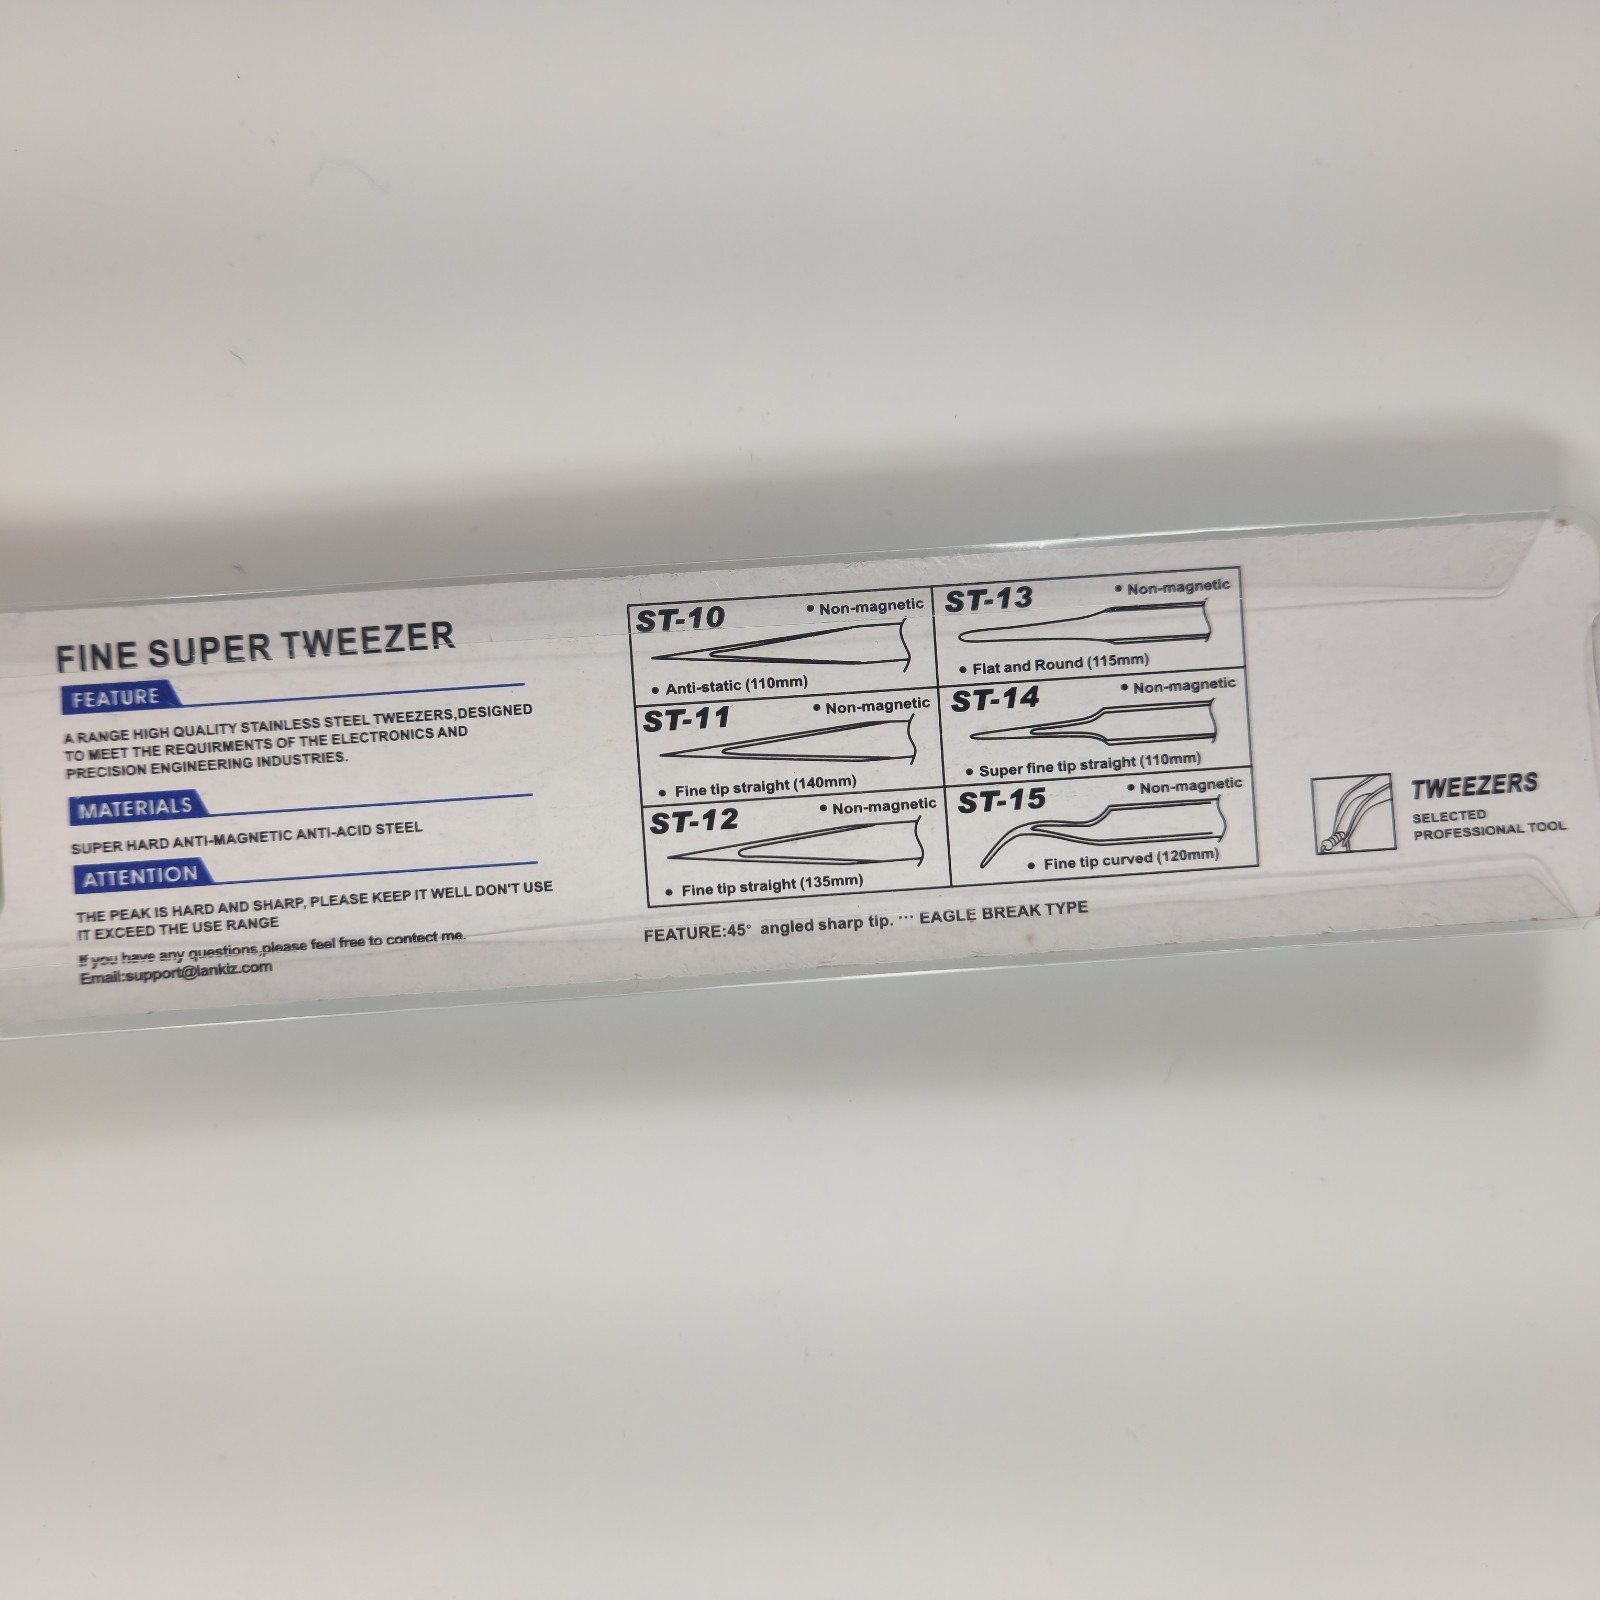 FINE SUPER TWEEZER
FEATURE
A RANGE HIGH QUALITY STAINLESS STEEL TWEEZERS,DESIGNED
TO MEET THE REQUIRMENTS OF THE ELECTRONICS AND
PRECISION ENGINEERING INDUSTRIES.
MATERIALS
SUPER HARD ANTI-MAGNETIC ANTI-ACID STEEL
ATTENTION
THE PEAK IS HARD AND SHARP, PLEASE KEEP IT WELL DON'T USE
IT EXCEED THE USE RANGE
If you have any questions,please feel free to contect me.
Email:support@lankiz.com
ST-10
• Non-magnetic
• Anti-static (110mm)
ST-11
• Non-magnetic
• Fine tip straight (140mm)
ST-12
• Non-magnetic
• Fine tip straight (135mm)
ST-13
• Non-magnetic
• Flat and Round (115mm)
ST-14
• Non-magnetic
• Super fine tip straight (110mm)
ST-15
• Non-magnetic
• Fine tip curved (120mm)
FEATURE:45° angled sharp tip. ··· EAGLE BREAK TYPE
TWEEZERS
SELECTED
PROFESSIONAL TOOL